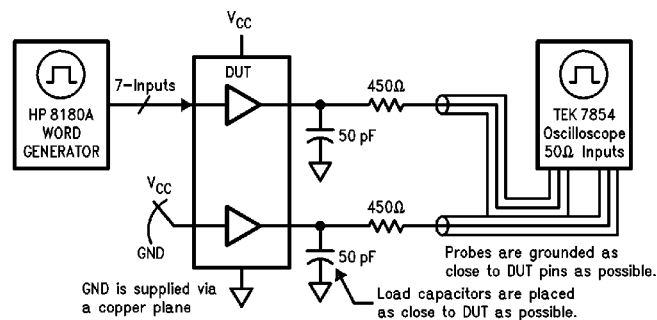 V_CC
DUT
HP 8180A
WORD
GENERATOR
7-Inputs
450Ω
50 pF
TEK 7854
Oscilloscope
50Ω Inputs
V_CC
GND
450Ω
50 pF
Probes are grounded as
close to DUT pins as possible.
GND is supplied via
a copper plane
Load capacitors are placed
as close to DUT as possible.